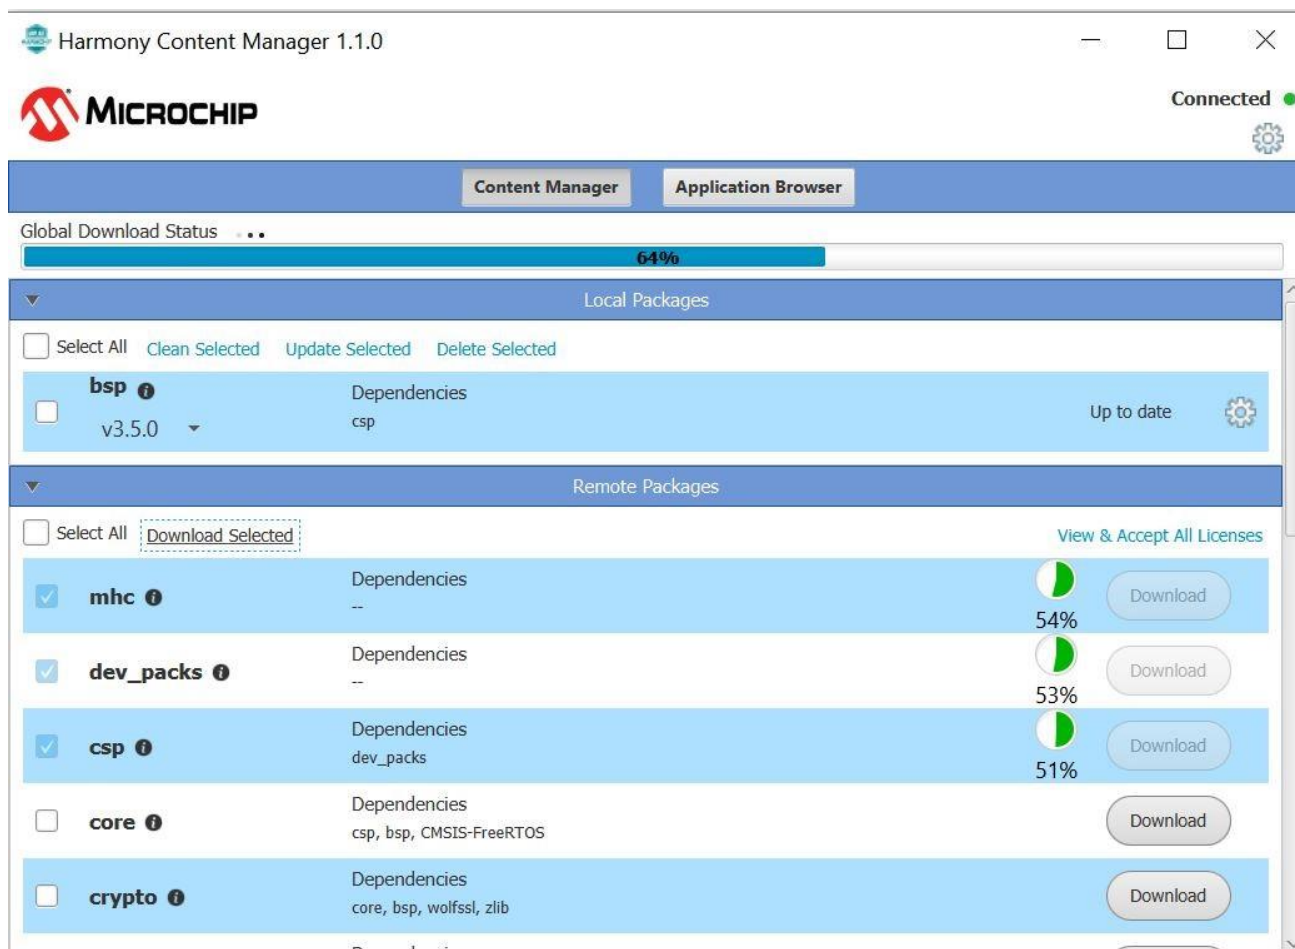 Harmony Content Manager 1.1.0
MICROCHIP
Connected
Content Manager Application Browser
Global Download Status
64%
Local Packages
Select All Clean Selected Update Selected Delete Selected
bsp Dependencies
v3.5.0 csp Up to date
Remote Packages
Select All Download Selected View & Accept All Licenses
mhc Dependencies
-- 54% Download
dev_packs Dependencies
-- 53% Download
csp Dependencies
dev_packs 51% Download
core Dependencies
csp, bsp, CMSIS-FreeRTOS Download
crypto Dependencies
core, bsp, wolfssl, zlib Download